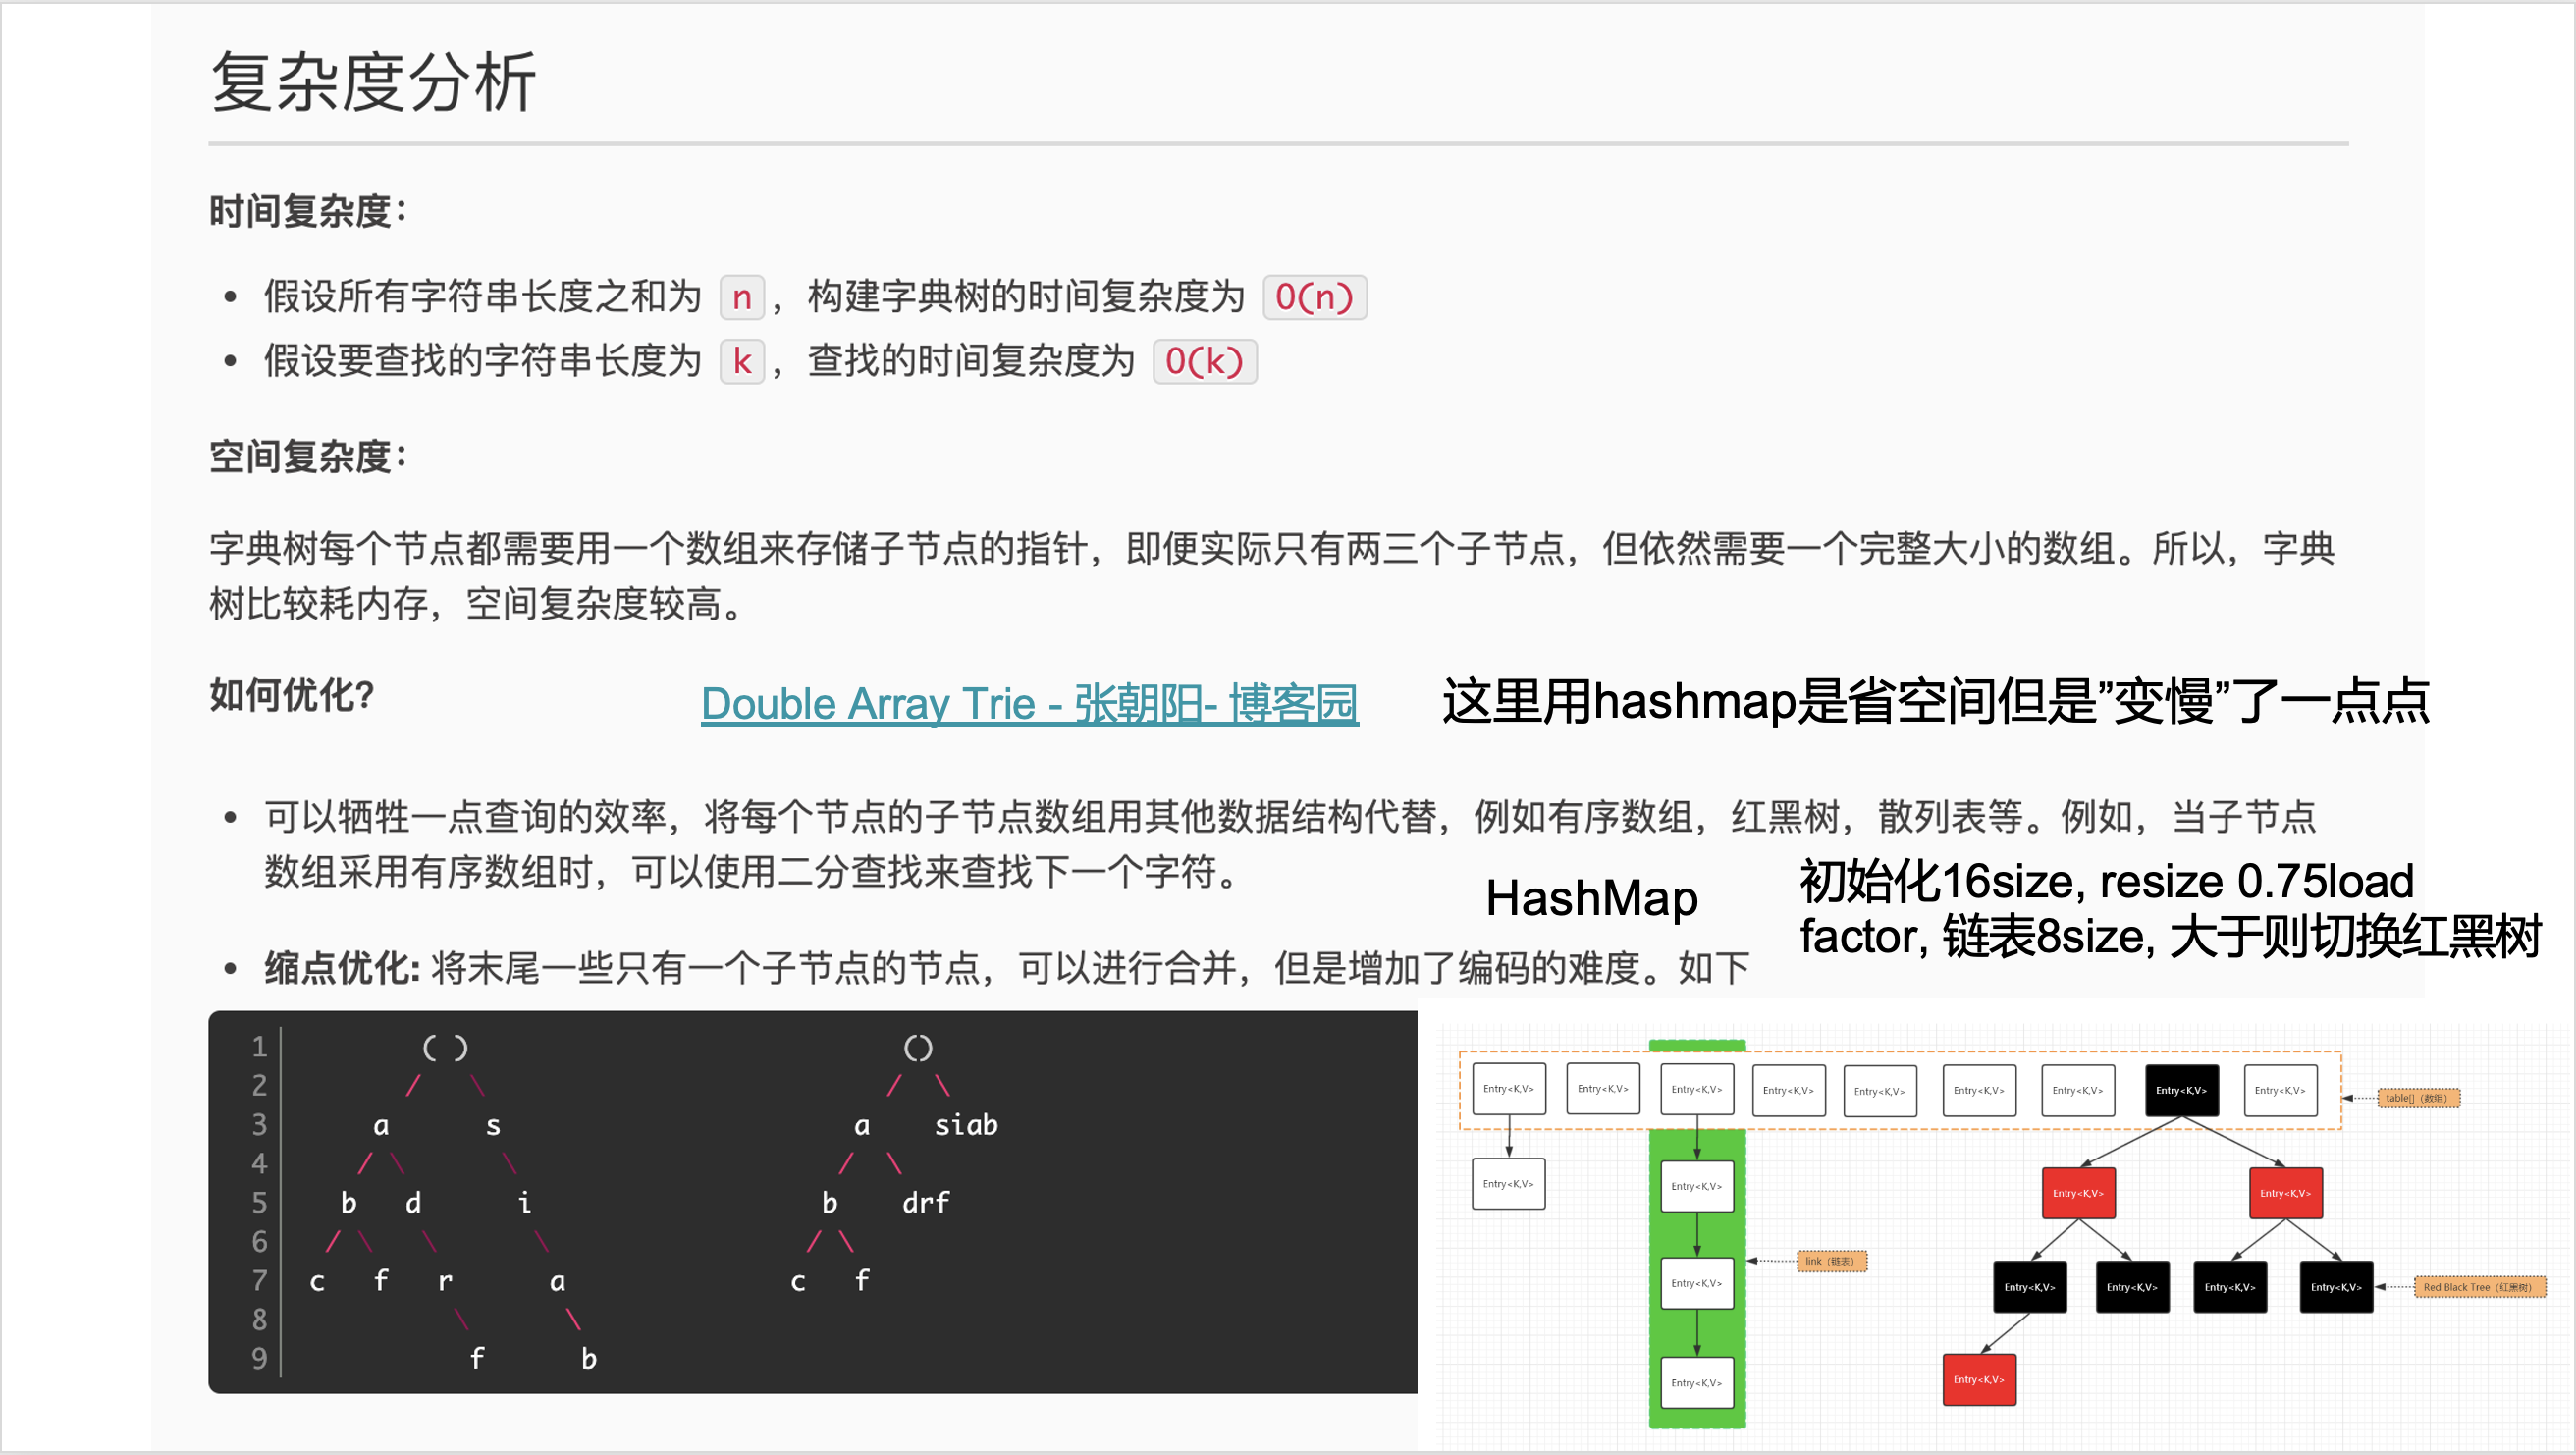 复杂度分析
时间复杂度：
• 假设所有字符串长度之和为 n ，构建字典树的时间复杂度为 O(n)
• 假设要查找的字符串长度为 k ，查找的时间复杂度为 O(k)
空间复杂度：
字典树每个节点都需要用一个数组来存储子节点的指针，即便实际只有两三个子节点，但依然需要一个完整大小的数组。所以，字典
树比较耗内存，空间复杂度较高。
如何优化?
Double Array Trie - 张朝阳- 博客园
这里用hashmap是省空间但是”变慢”了一点点
• 可以牺牲一点查询的效率，将每个节点的子节点数组用其他数据结构代替，例如有序数组，红黑树，散列表等。例如，当子节点
数组采用有序数组时，可以使用二分查找来查找下一个字符。
HashMap
初始化16size, resize 0.75load
factor, 链表8size, 大于则切换红黑树
• 缩点优化: 将末尾一些只有一个子节点的节点，可以进行合并，但是增加了编码的难度。如下
1 ( ) ()
2 / \ / \
3 a s a siab
4 / \ \ / \
5 b d i b drf
6 / \ \ \ / \
7 c f r a c f
8 \ \
9 f b
Entry<K,V> Entry<K,V> Entry<K,V> Entry<K,V> Entry<K,V> Entry<K,V> Entry<K,V> Entry<K,V> Entry<K,V>
table[]（数组）
Entry<K,V> Entry<K,V> Entry<K,V> Entry<K,V>
link（链表）
Entry<K,V> Entry<K,V> Entry<K,V> Entry<K,V> Entry<K,V>
Red Black Tree（红黑树）
Entry<K,V> Entry<K,V>